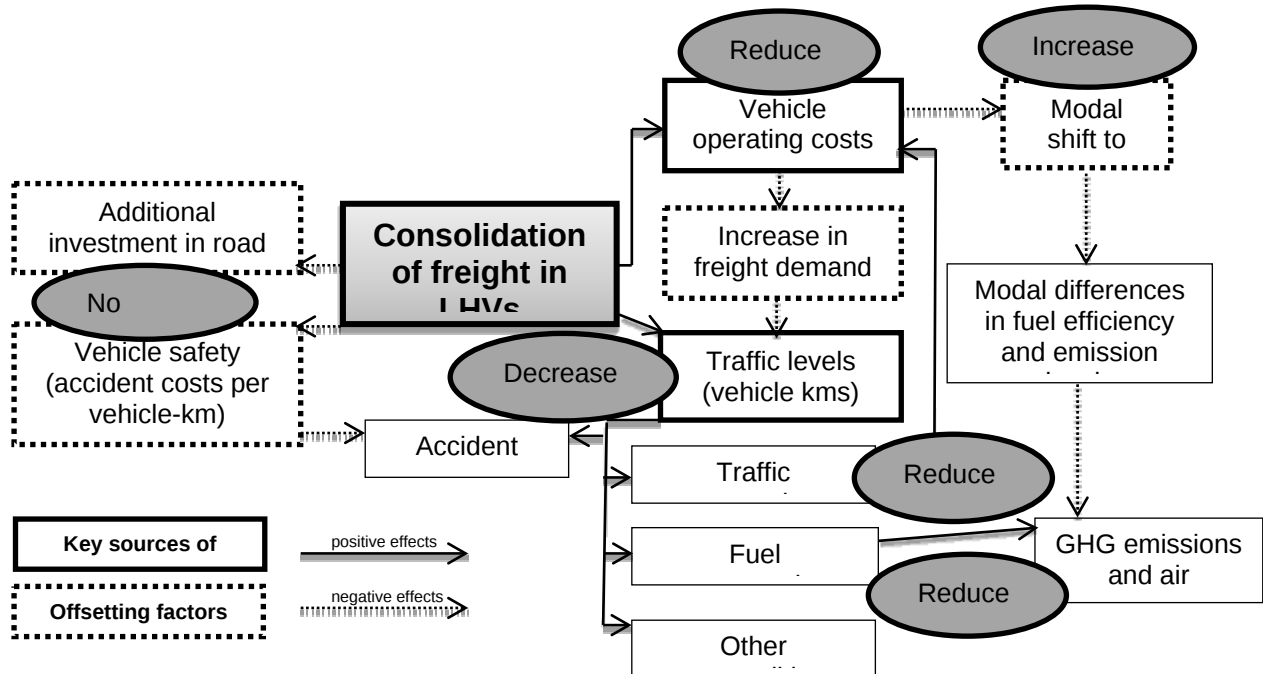 Reduce
Increase
Vehicle
operating costs
Modal
shift to
Additional
investment in road
Consolidation
of freight in
LHVs
Increase in
freight demand
No
Modal differences
in fuel efficiency
and emission
Vehicle safety
(accident costs per
vehicle-km)
Decrease
Traffic levels
(vehicle kms)
Accident
Traffic
Reduce
Key sources of
positive effects
Fuel
GHG emissions
and air
Offsetting factors
negative effects
Reduce
Other